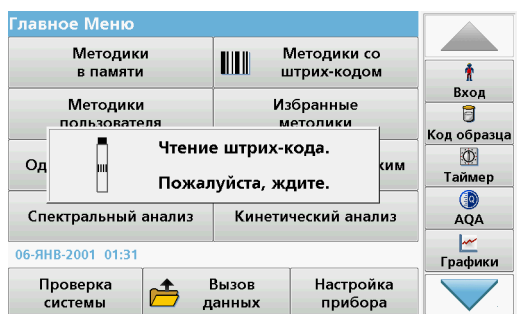 Главное Меню
Методики
в памяти
Методики со
штрих-кодом
Методики
пользователя
Избранные
методики
Чтение штрих-кода.
Пожалуйста, ждите.
Од
ким
Спектральный анализ
Кинетический анализ
06-ЯНВ-2001 01:31
Проверка
системы
Вызов
данных
Настройка
прибора
Вход
Код образца
Таймер
AQA
Графики